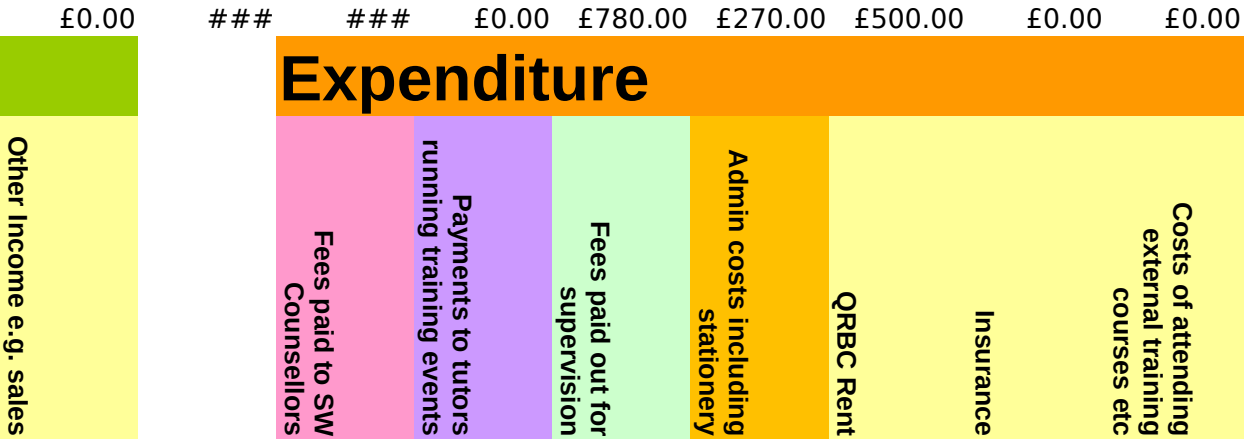 £0.00 ### ### £0.00 £780.00 £270.00 £500.00 £0.00 £0.00
Expenditure
Other Income e.g. sales
Fees paid to SW
Counsellors
Payments to tutors
running training events
Fees paid out for
supervision
Admin costs including
stationery
QRBC Rent
Insurance
Costs of attending
external training
courses etc